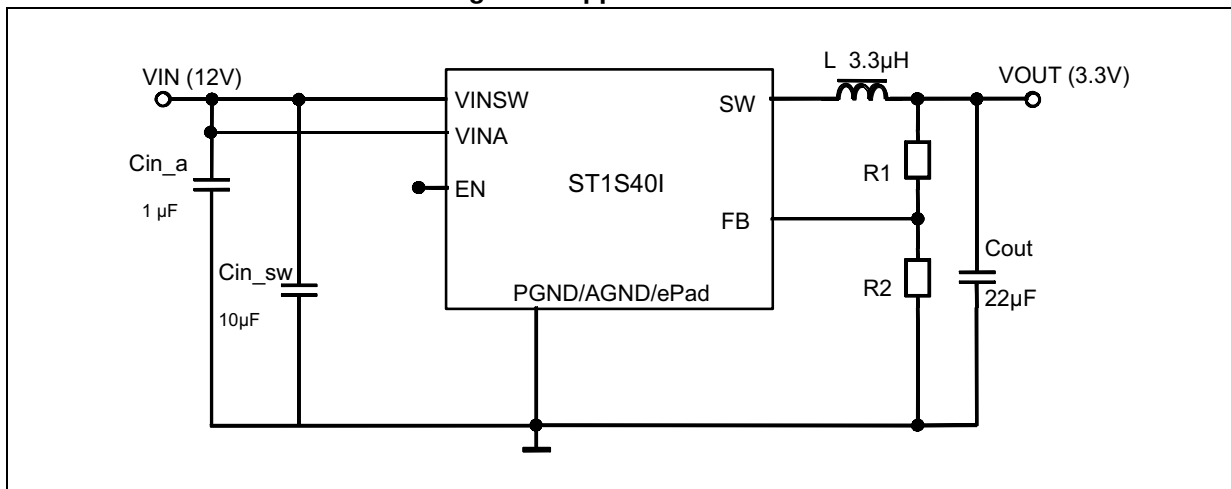 VIN (12V)
L 3.3µH
VOUT (3.3V)
VINSW
SW
VINA
Cin_a
1 µF
EN
ST1S40I
R1
FB
Cin_sw
10µF
Cout
R2
22µF
PGND/AGND/ePad